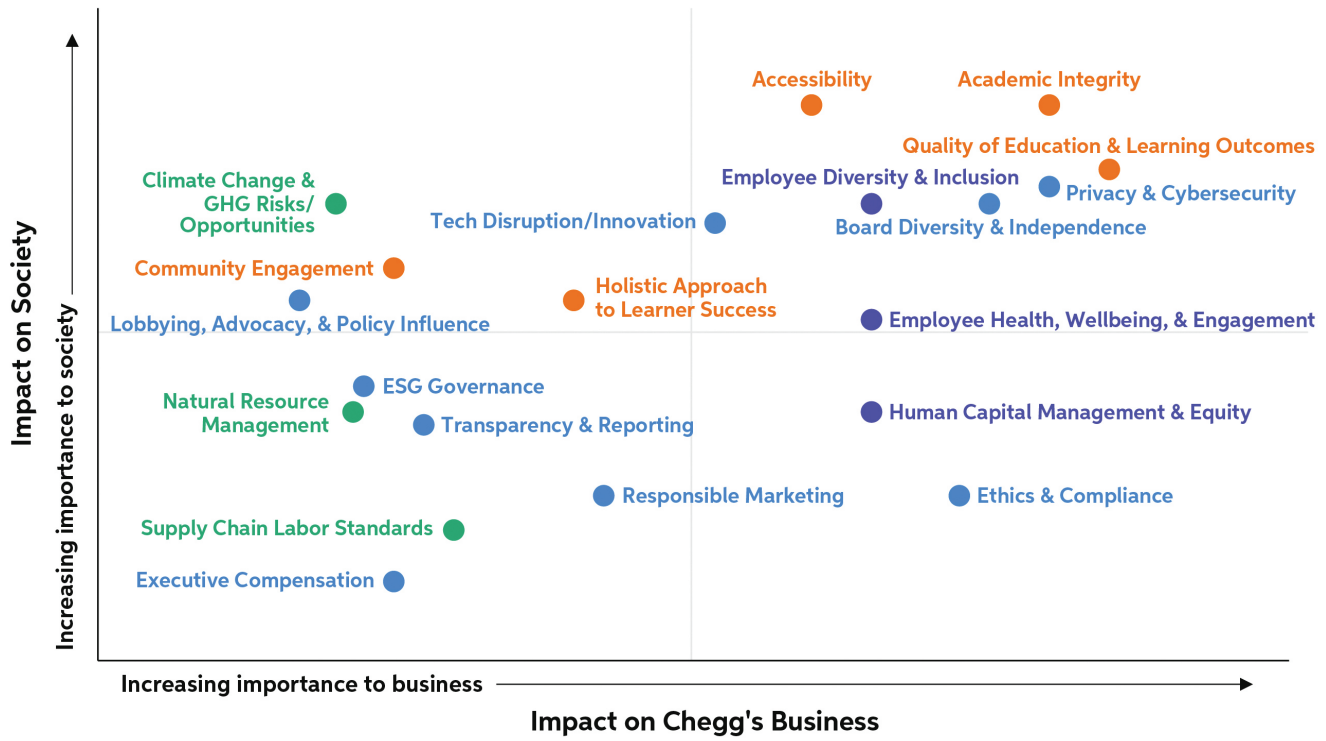 Accessibility
Academic Integrity
Quality of Education & Learning Outcomes
Climate Change &
GHG Risks/
Opportunities
Employee Diversity & Inclusion
Privacy & Cybersecurity
Tech Disruption/Innovation
Board Diversity & Independence
Community Engagement
Holistic Approach
to Learner Success
Lobbying, Advocacy, & Policy Influence
Employee Health, Wellbeing, & Engagement
ESG Governance
Natural Resource
Management
Transparency & Reporting
Human Capital Management & Equity
Responsible Marketing
Ethics & Compliance
Supply Chain Labor Standards
Executive Compensation
Impact on Society
Increasing importance to society
Increasing importance to business
Impact on Chegg's Business